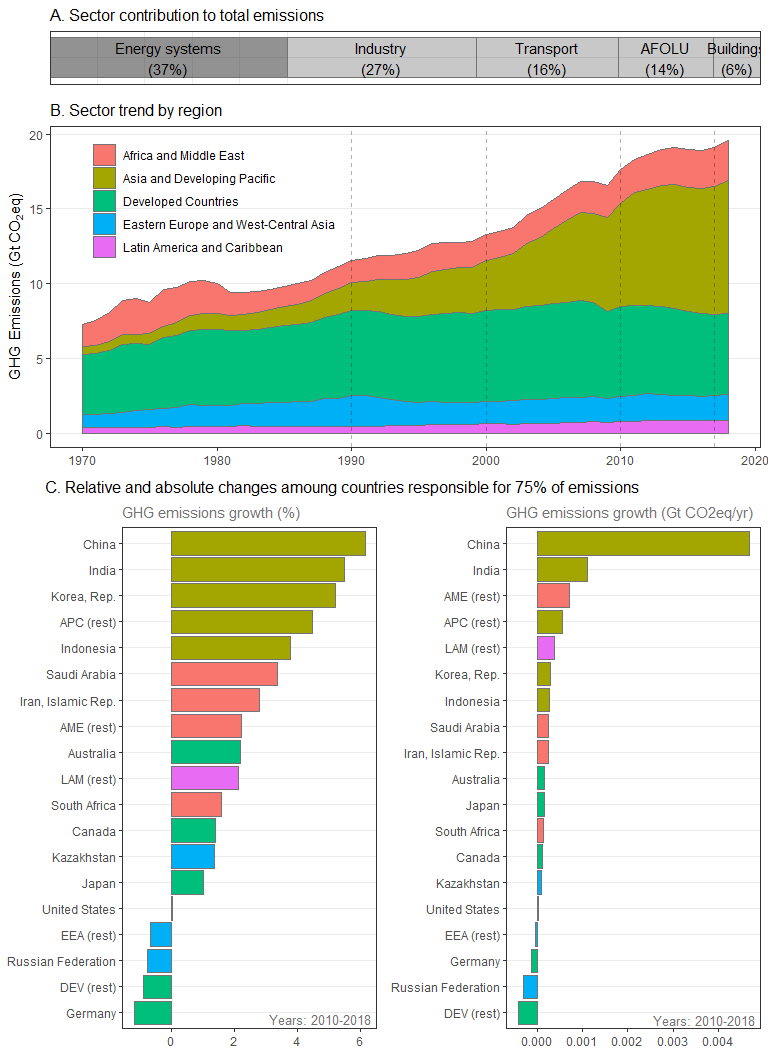 A. Sector contribution to total emissions
Energy systems Industry Transport AFOLU Buildings
(37%) (27%) (16%) (14%) (6%)
B. Sector trend by region
GHG Emissions (Gt CO2eq)
20
15
10
5
0
Africa and Middle East
Asia and Developing Pacific
Developed Countries
Eastern Europe and West-Central Asia
Latin America and Caribbean
1970 1980 1990 2000 2010 2020
C. Relative and absolute changes amoung countries responsible for 75% of emissions
GHG emissions growth (%)
China
India
Korea, Rep.
APC (rest)
Indonesia
Saudi Arabia
Iran, Islamic Rep.
AME (rest)
Australia
LAM (rest)
South Africa
Canada
Kazakhstan
Japan
United States
EEA (rest)
Russian Federation
DEV (rest)
Germany
Years: 2010-2018
0 2 4 6
GHG emissions growth (Gt CO2eq/yr)
China
India
AME (rest)
APC (rest)
LAM (rest)
Korea, Rep.
Indonesia
Saudi Arabia
Iran, Islamic Rep.
Australia
Japan
South Africa
Canada
Kazakhstan
United States
EEA (rest)
Germany
Russian Federation
DEV (rest)
Years: 2010-2018
0.000 0.001 0.002 0.003 0.004